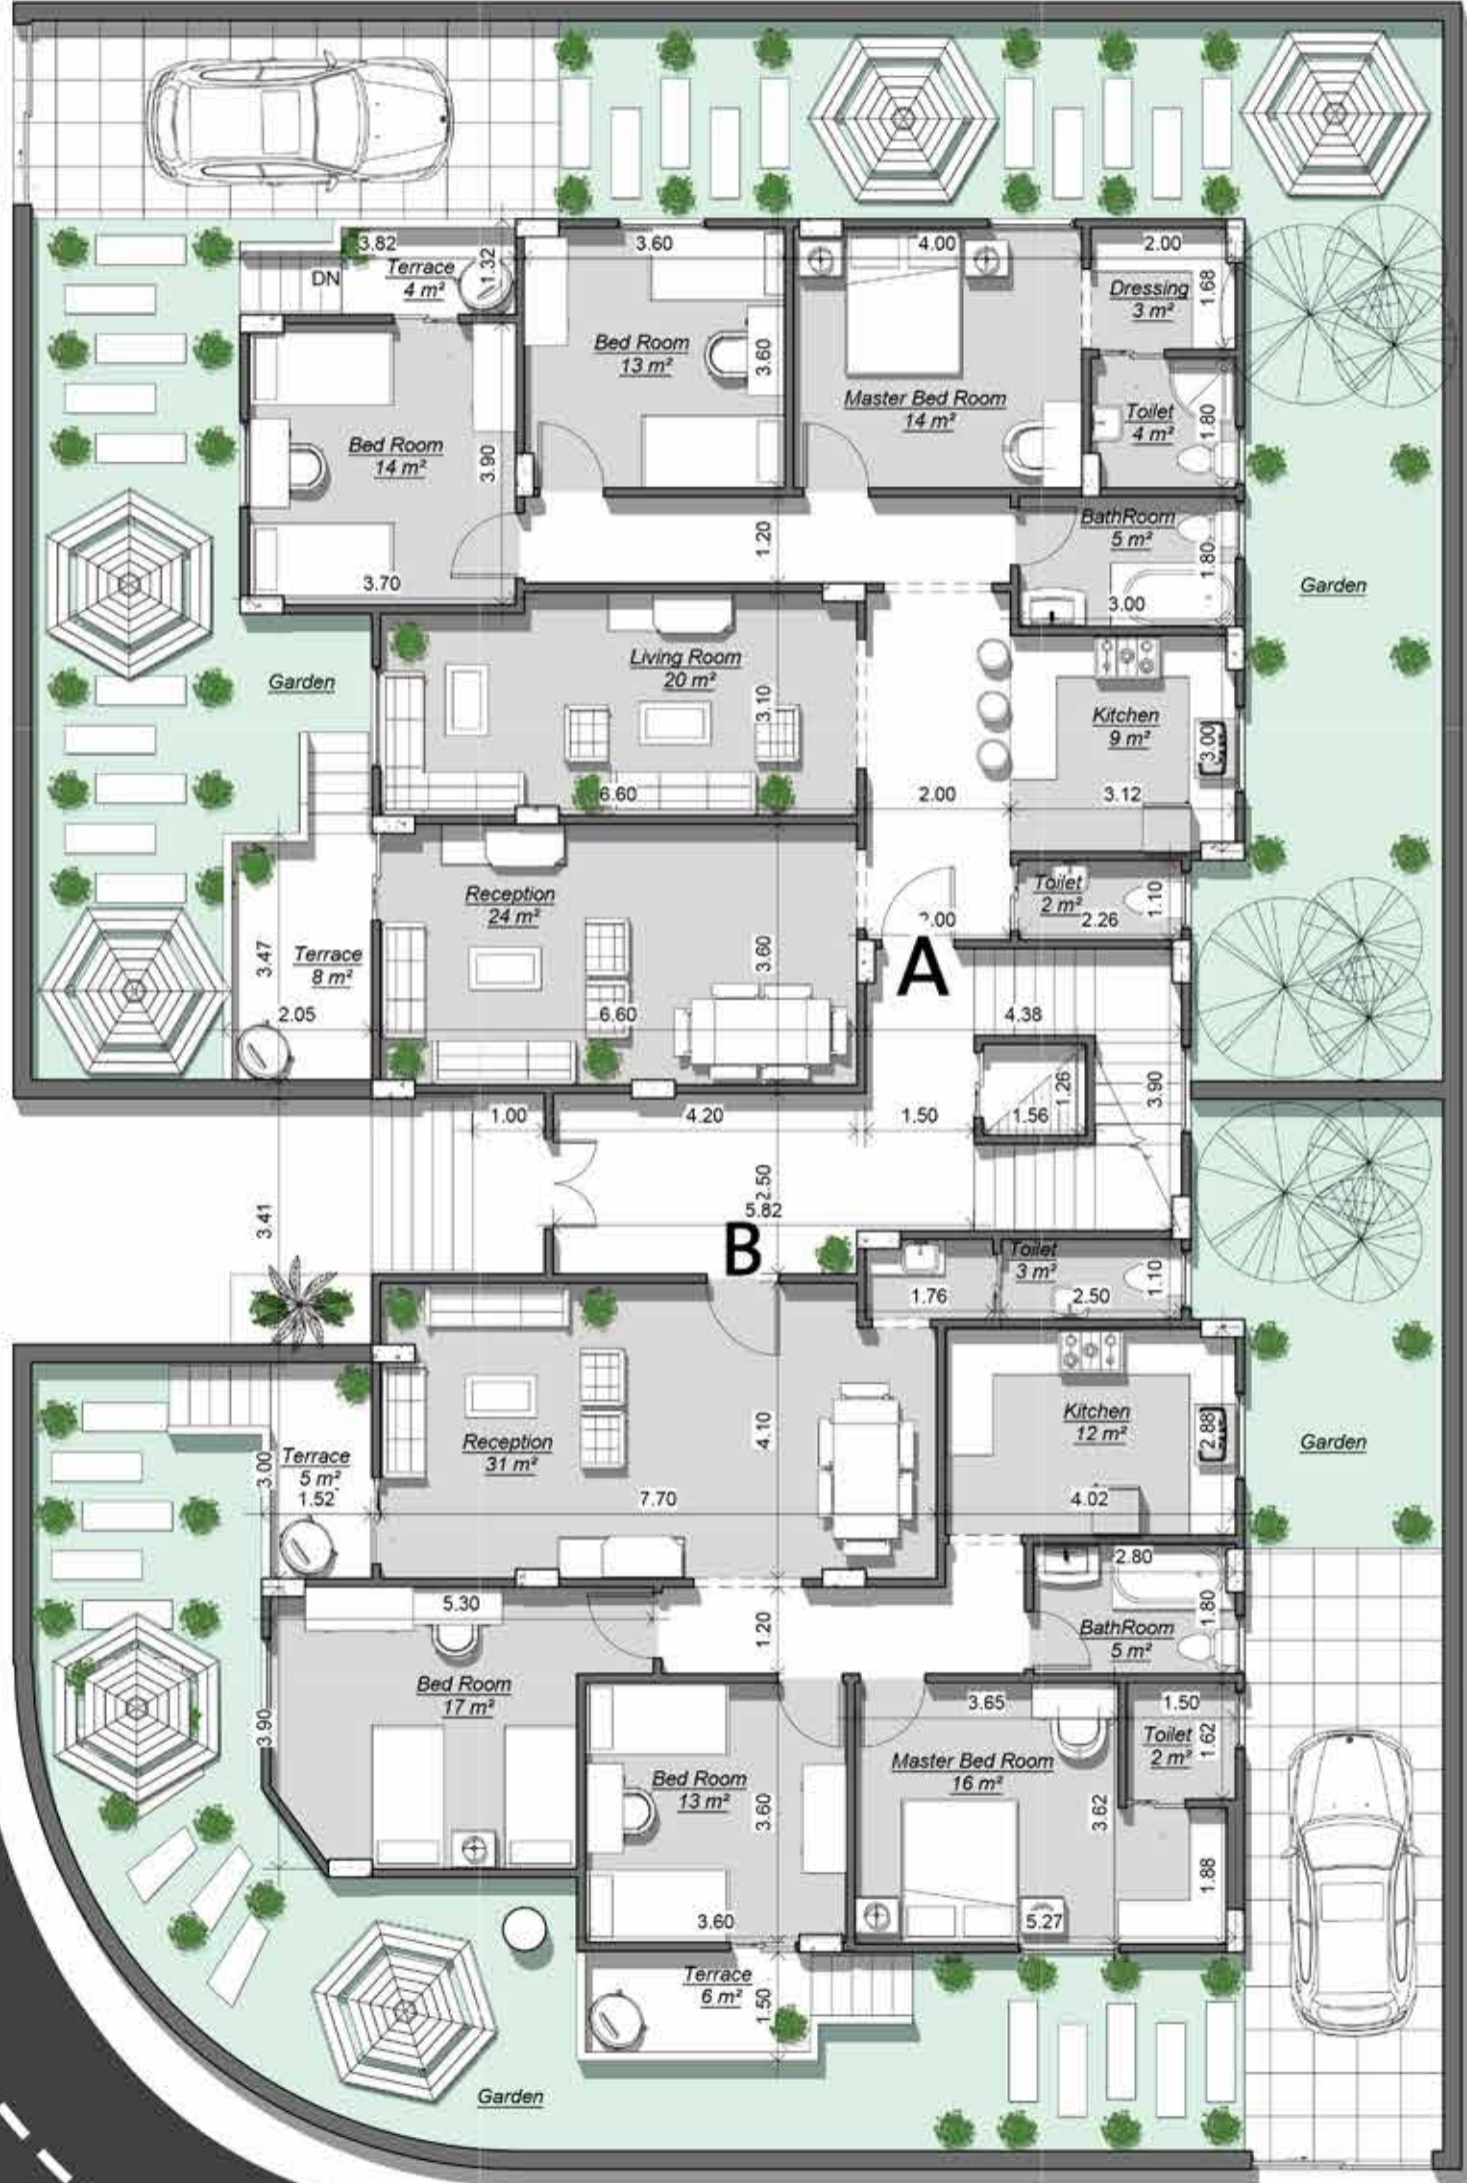 3.82
3.60
4.00
2.00
DN
Terrace
4 m²
1.32
Dressing
3 m²
1.68
Bed Room
13 m²
3.60
Master Bed Room
14 m²
Toilet
4 m²
1.80
Bed Room
14 m²
3.90
3.70
1.20
BathRoom
5 m²
1.80
3.00
Garden
Garden
Living Room
20 m²
3.10
6.60
Kitchen
9 m²
3.00
2.00
3.12
Reception
24 m²
3.60
6.60
Toilet
2 m²
2.26
1.10
2.00
Terrace
8 m²
3.47
2.05
A
4.38
3.90
1.26
1.56
1.00
4.20
1.50
3.41
2.50
5.82
B
Toilet
3 m²
1.76
2.50
1.10
Reception
31 m²
4.10
7.70
Kitchen
12 m²
2.88
4.02
Garden
Terrace
5 m²
1.52
3.00
5.30
1.20
2.80
BathRoom
5 m²
1.80
Bed Room
17 m²
3.90
Bed Room
13 m²
3.60
3.60
3.65
Master Bed Room
16 m²
3.62
5.27
1.50
Toilet
2 m²
1.62
1.88
Terrace
6 m²
1.50
Garden